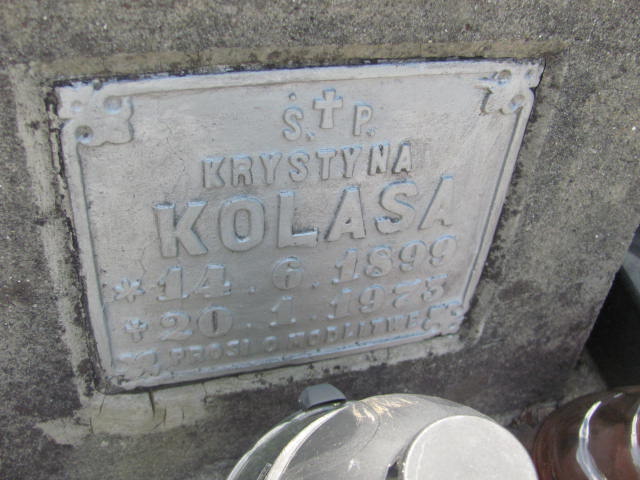 Ś. ✝ P.
KRYSTYNA
KOLASA
* 14.6.1899
✝ 20.1.1973
PROSI O MODLITWĘ